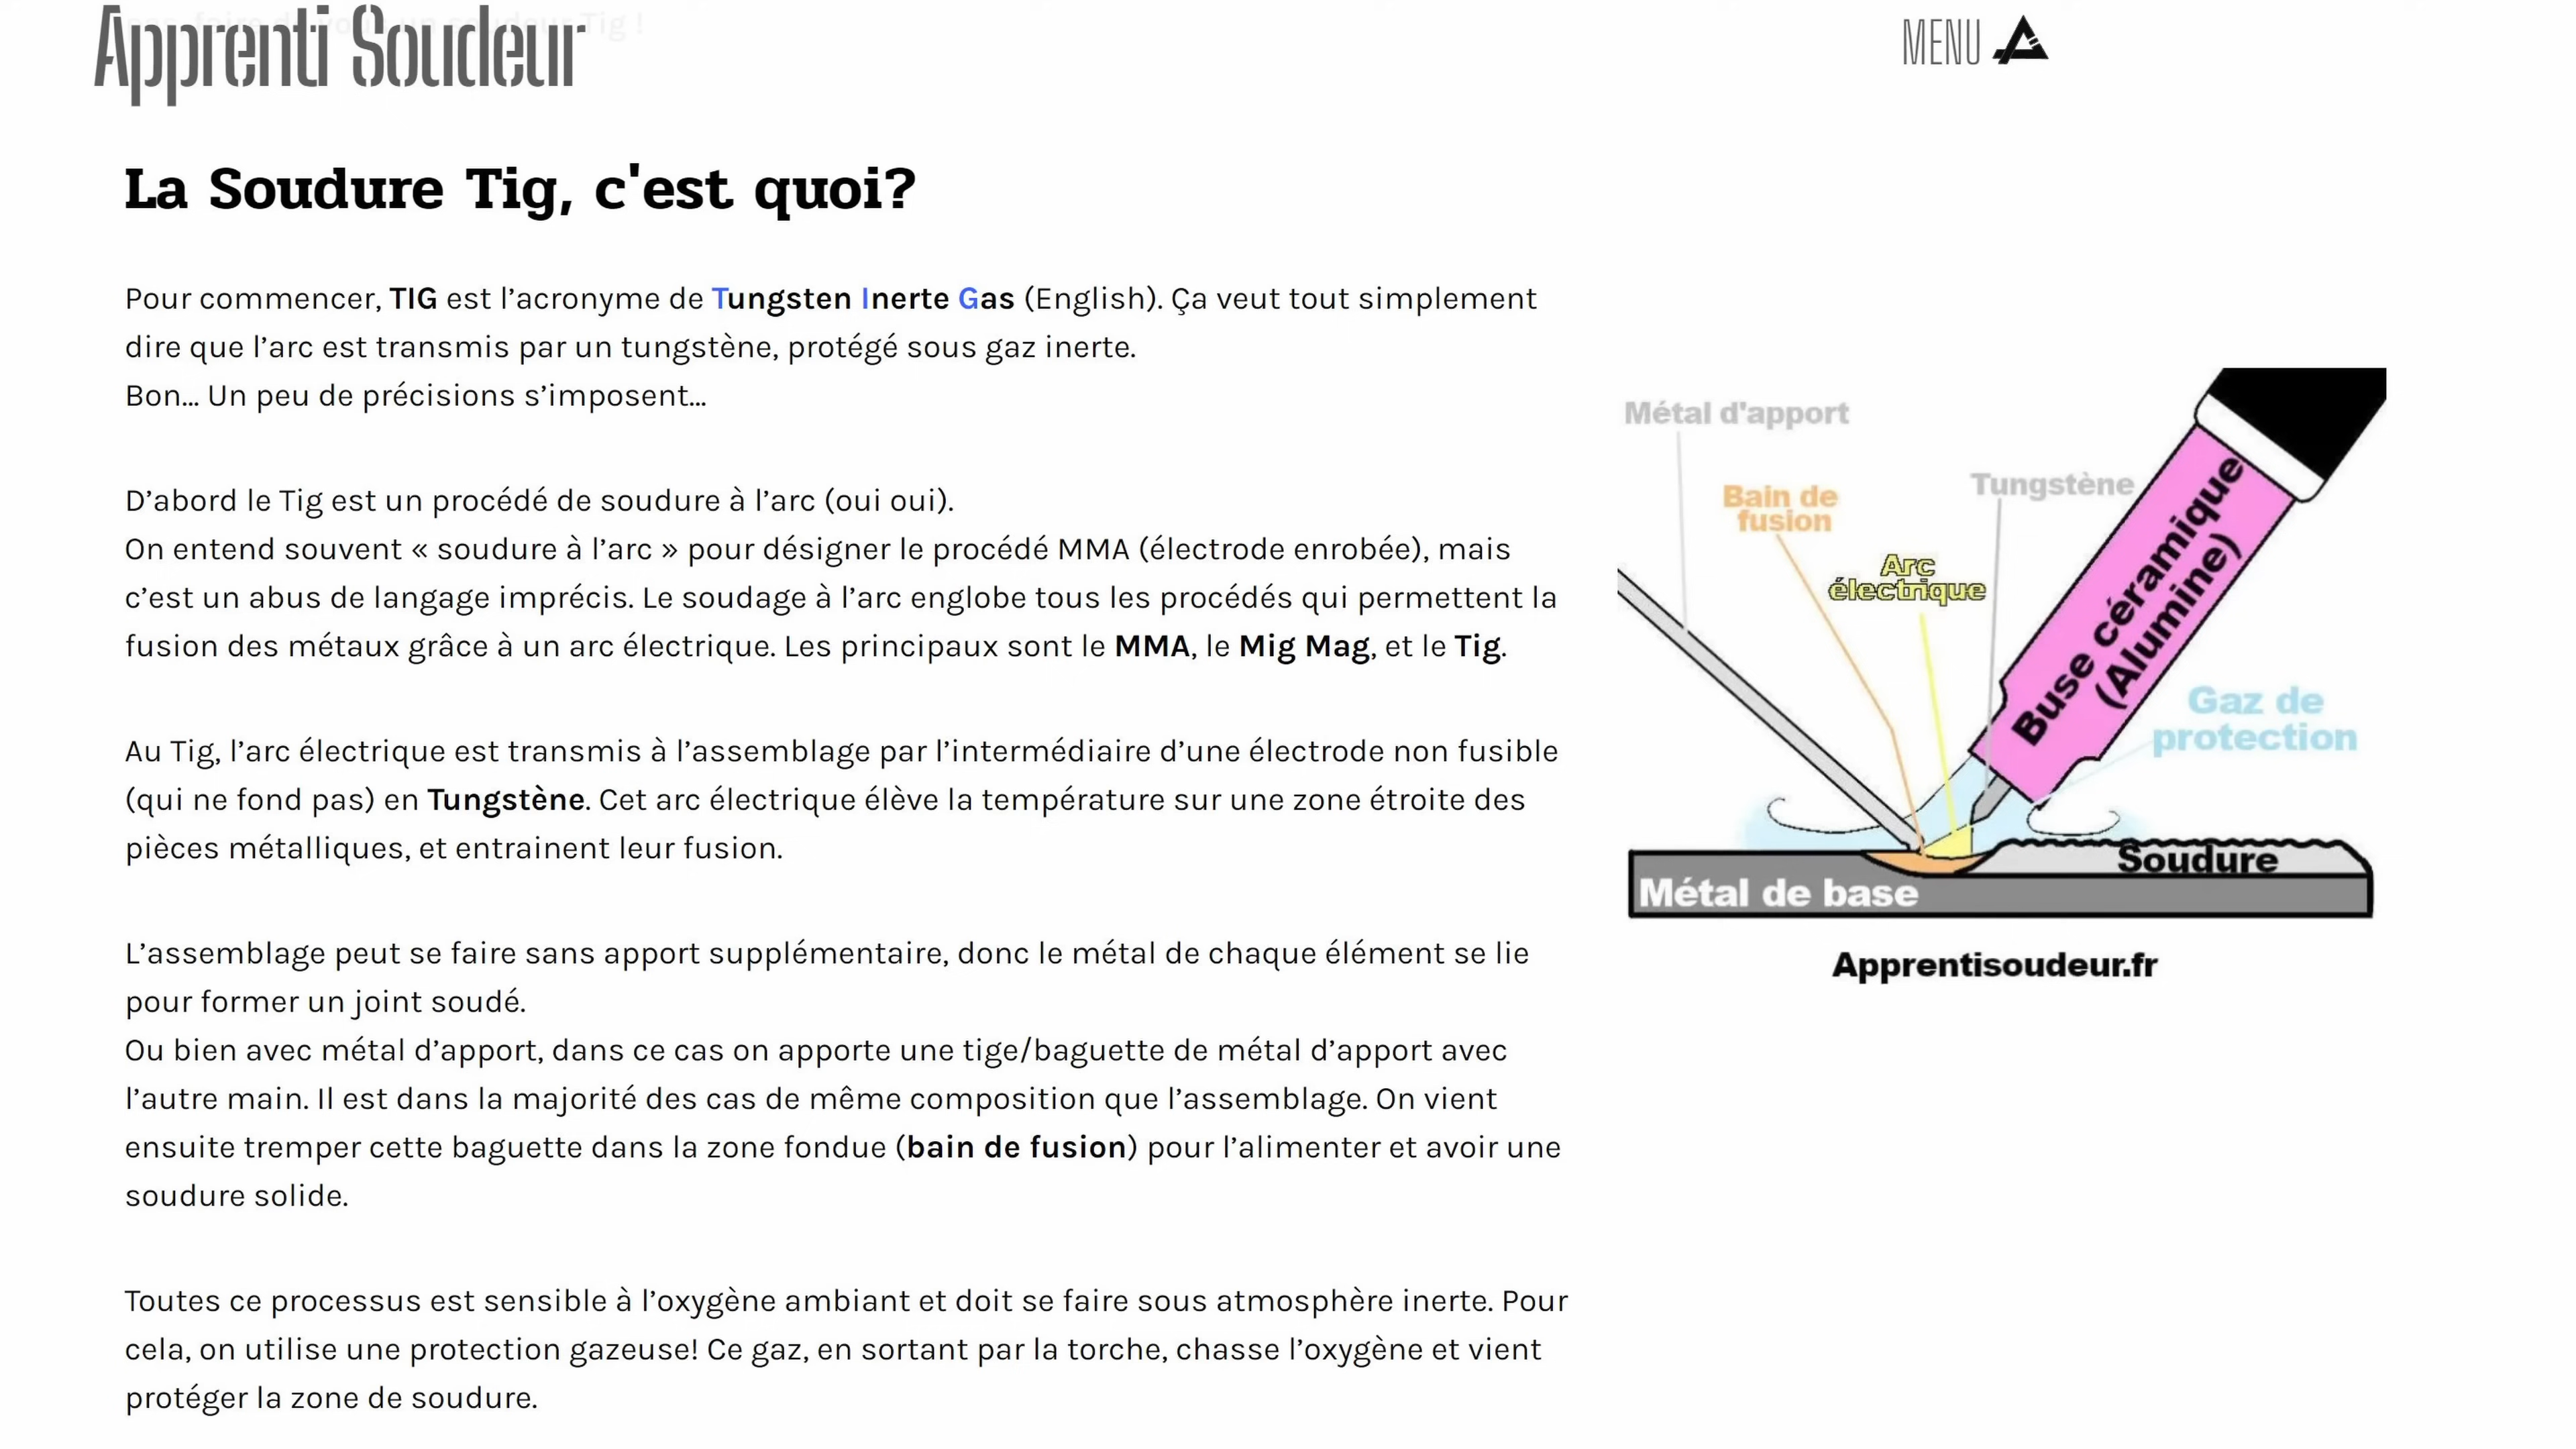 Apprenti Soudeur
MENU
La Soudure Tig, c'est quoi?
Pour commencer, TIG est l’acronyme de Tungsten Inerte Gas (English). Ça veut tout simplement
dire que l’arc est transmis par un tungstène, protégé sous gaz inerte.
Bon... Un peu de précisions s’imposent...
D’abord le Tig est un procédé de soudure à l’arc (oui oui).
On entend souvent « soudure à l’arc » pour désigner le procédé MMA (électrode enrobée), mais
c’est un abus de langage imprécis. Le soudage à l’arc englobe tous les procédés qui permettent la
fusion des métaux grâce à un arc électrique. Les principaux sont le MMA, le Mig Mag, et le Tig.
Au Tig, l’arc électrique est transmis à l’assemblage par l’intermédiaire d’une électrode non fusible
(qui ne fond pas) en Tungstène. Cet arc électrique élève la température sur une zone étroite des
pièces métalliques, et entrainent leur fusion.
L’assemblage peut se faire sans apport supplémentaire, donc le métal de chaque élément se lie
pour former un joint soudé.
Ou bien avec métal d’apport, dans ce cas on apporte une tige/baguette de métal d’apport avec
l’autre main. Il est dans la majorité des cas de même composition que l’assemblage. On vient
ensuite tremper cette baguette dans la zone fondue (bain de fusion) pour l’alimenter et avoir une
soudure solide.
Toutes ce processus est sensible à l’oxygène ambiant et doit se faire sous atmosphère inerte. Pour
cela, on utilise une protection gazeuse! Ce gaz, en sortant par la torche, chasse l’oxygène et vient
protéger la zone de soudure.
Métal d'apport
Bain de
fusion
Tungstène
Arc
électrique
Buse céramique
(Alumine)
Gaz de
protection
Soudure
Métal de base
Apprentisoudeur.fr